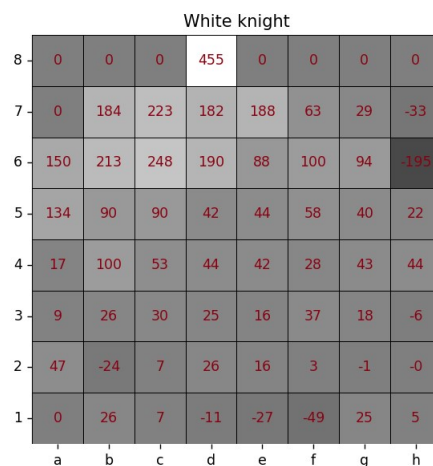 White knight
8 0 0 0 455 0 0 0 0
7 0 184 223 182 188 63 29 -33
6 150 213 248 190 88 100 94 -195
5 134 90 90 42 44 58 40 22
4 17 100 53 44 42 28 43 44
3 9 26 30 25 16 37 18 -6
2 47 -24 7 26 16 3 -1 -0
1 0 26 7 -11 -27 -49 25 5
a b c d e f g h